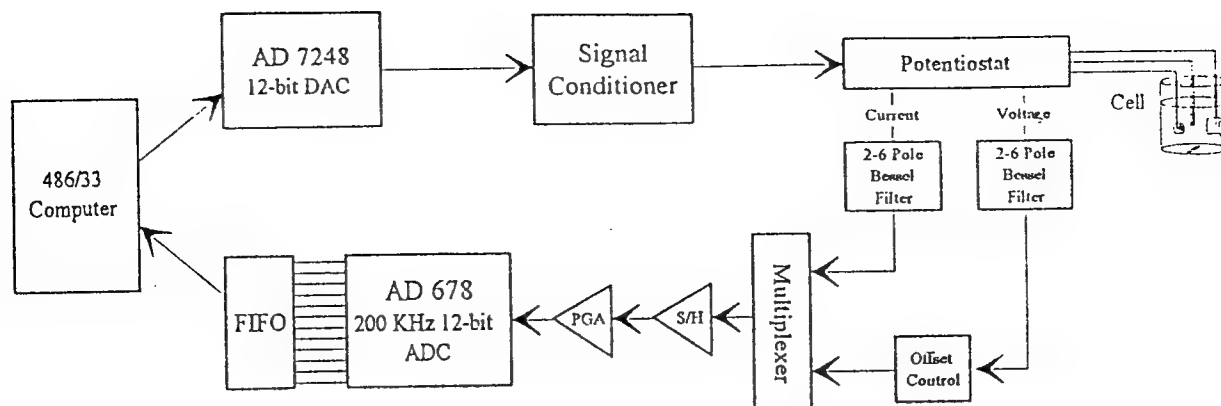 AD 7248
12-bit DAC
Signal
Conditioner
Potentiostat
Cell
Current
Voltage
2-6 Pole
Bessel
Filter
2-6 Pole
Bessel
Filter
486/33
Computer
FIFO
AD 678
200 KHz 12-bit
ADC
PGA
S/H
Multiplexer
Offset
Control